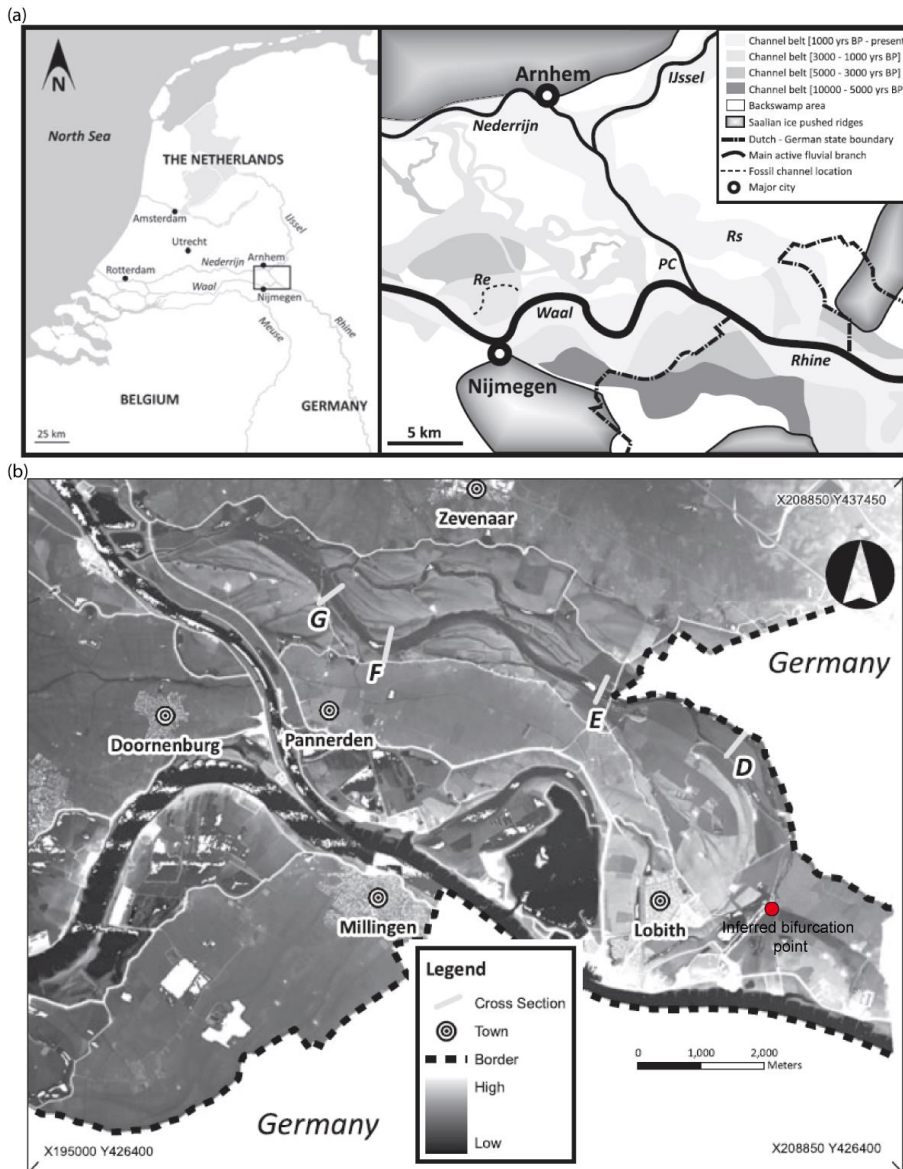 (a)
N
North Sea
THE NETHERLANDS
Amsterdam
Utrecht
Rotterdam
Nederrijn
Arnhem
IJssel
Waal
Nijmegen
Meuse
Rhine
BELGIUM
GERMANY
25 km
Arnhem
IJssel
Nederrijn
Rs
PC
Re
Waal
Rhine
Nijmegen
5 km
Channel belt [1000 yrs BP - present
Channel belt [3000 - 1000 yrs BP]
Channel belt [5000 - 3000 yrs BP]
Channel belt [10000 - 5000 yrs BP
Backswamp area
Saalian ice pushed ridges
Dutch - German state boundary
Main active fluvial branch
Fossil channel location
Major city
(b)
X208850 Y437450
Zevenaar
G
F
Germany
E
D
Doornenburg
Pannerden
Millingen
Lobith
Inferred bifurcation
point
Legend
Cross Section
Town
Border
High
Low
0 1,000 2,000
Meters
Germany
X195000 Y426400
X208850 Y426400